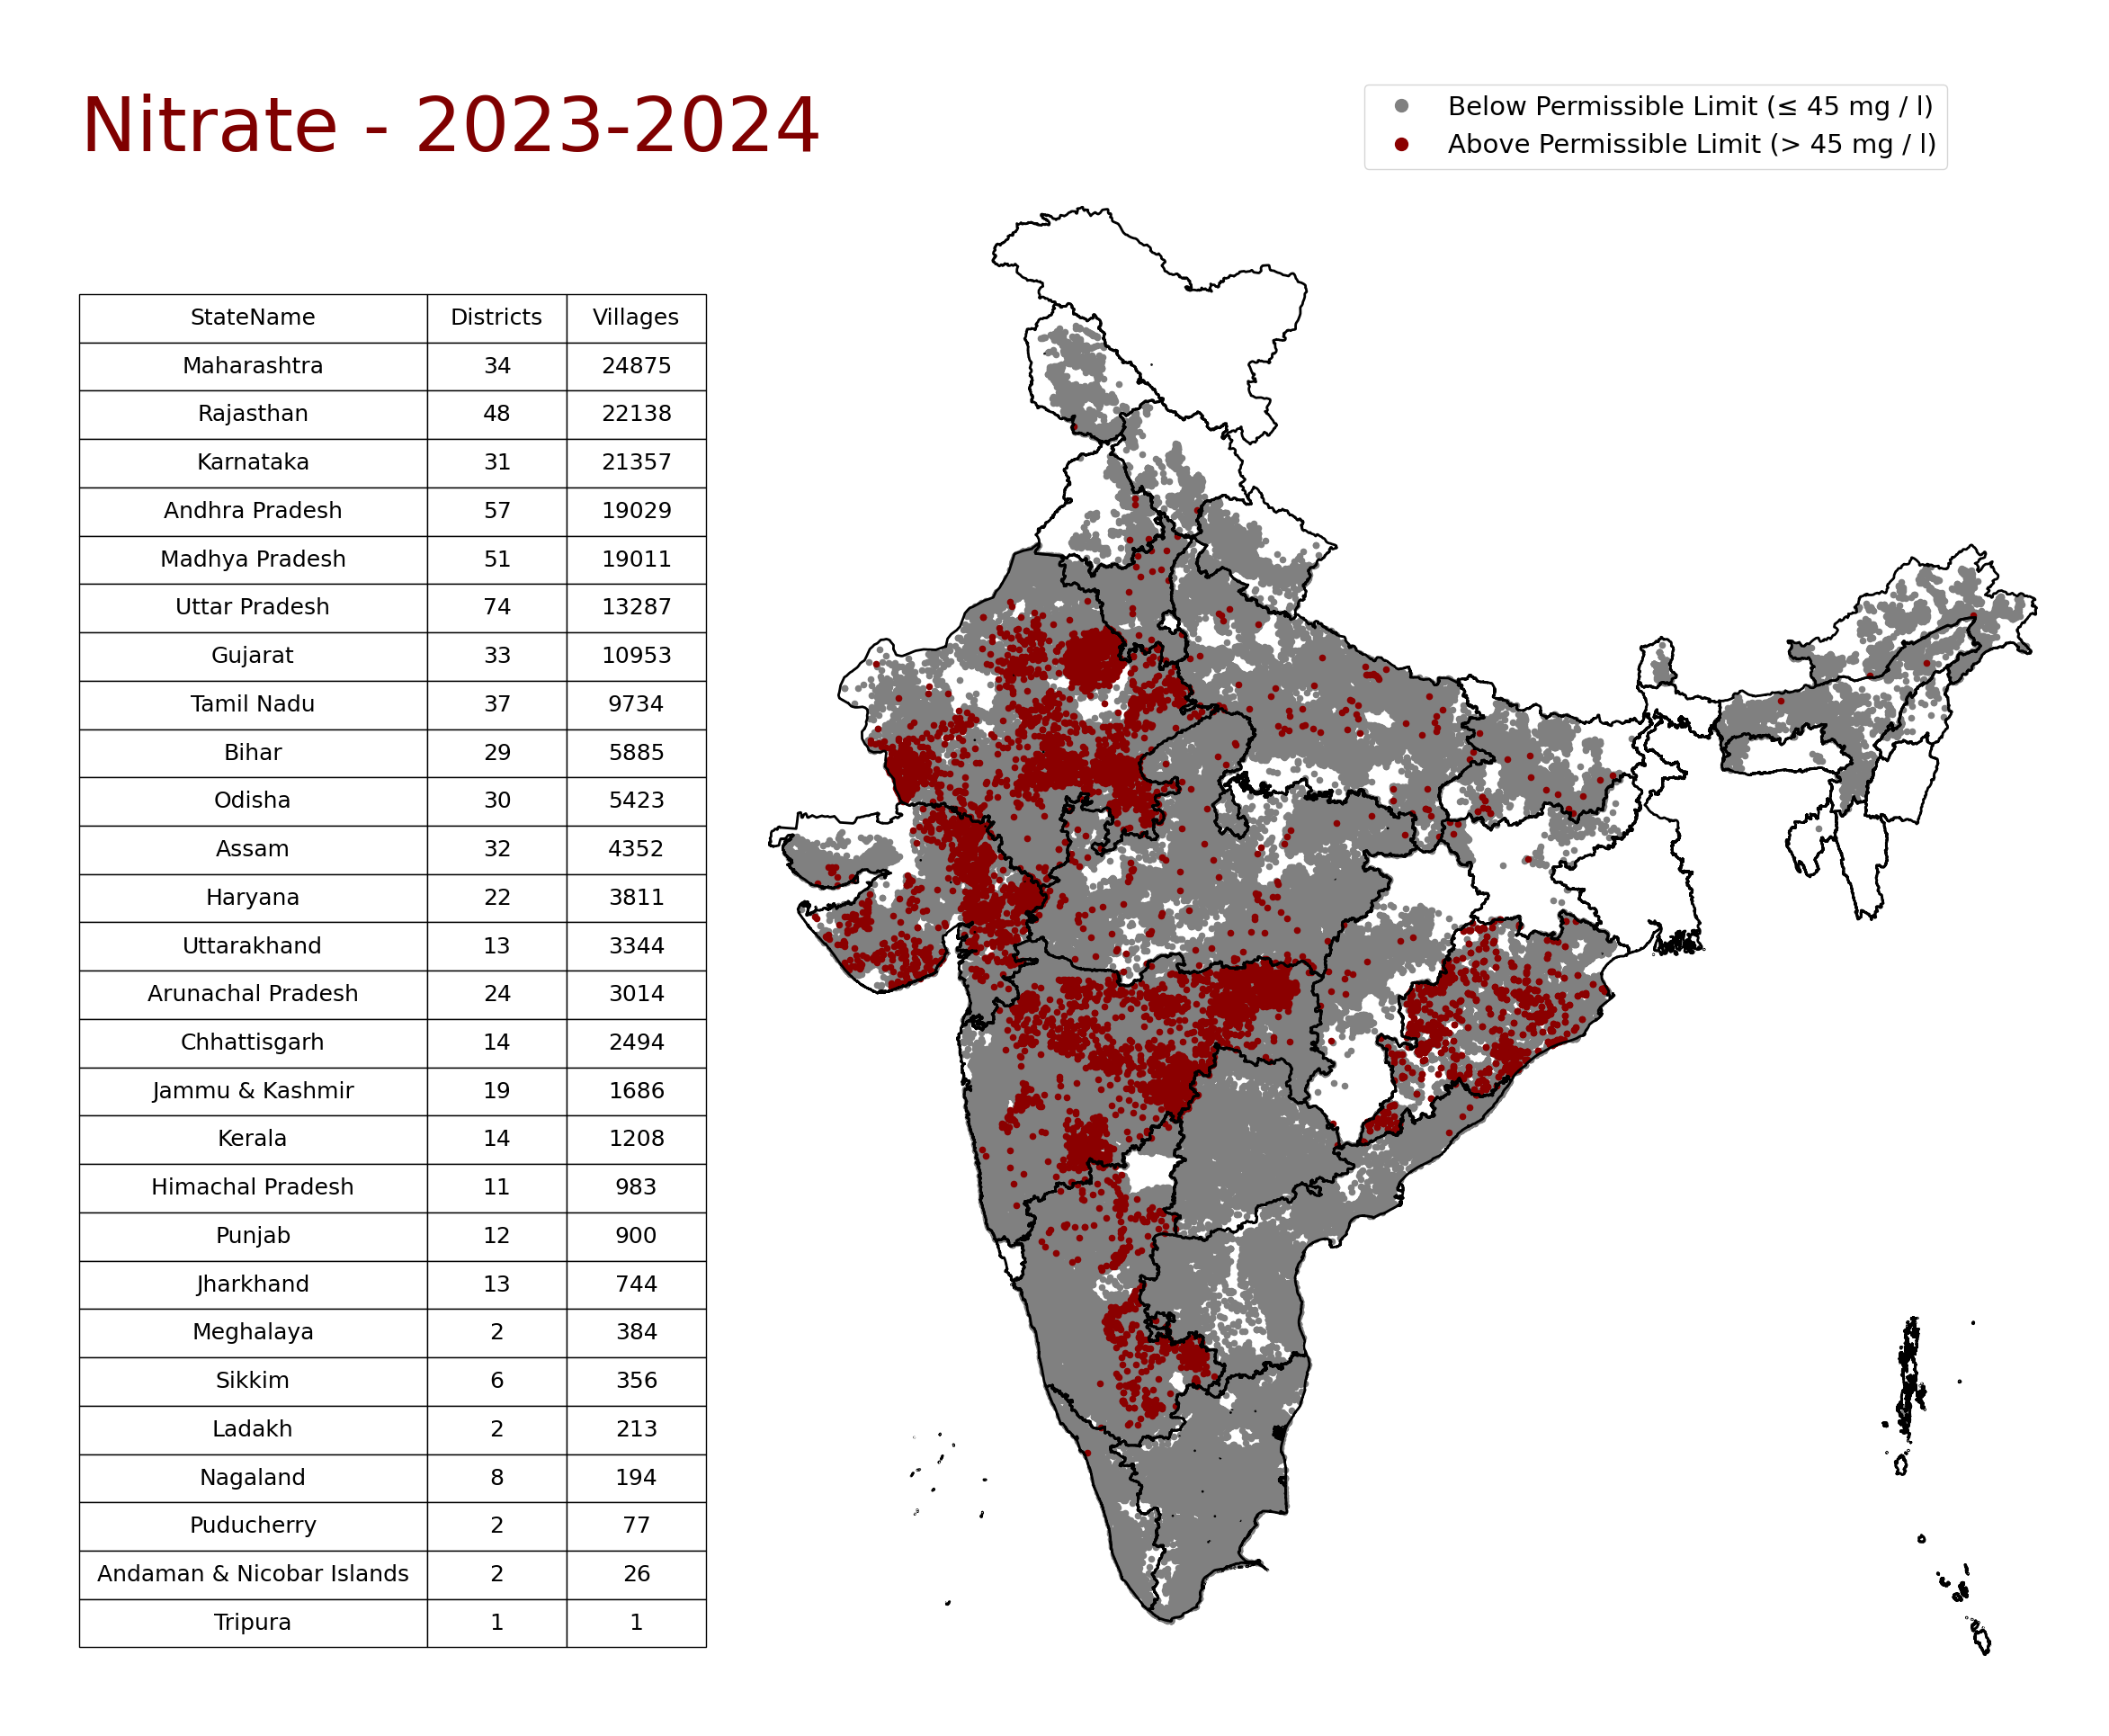 Nitrate - 2023-2024
Below Permissible Limit (≤ 45 mg / l)
Above Permissible Limit (> 45 mg / l)
StateName Districts Villages
Maharashtra 34 24875
Rajasthan 48 22138
Karnataka 31 21357
Andhra Pradesh 57 19029
Madhya Pradesh 51 19011
Uttar Pradesh 74 13287
Gujarat 33 10953
Tamil Nadu 37 9734
Bihar 29 5885
Odisha 30 5423
Assam 32 4352
Haryana 22 3811
Uttarakhand 13 3344
Arunachal Pradesh 24 3014
Chhattisgarh 14 2494
Jammu & Kashmir 19 1686
Kerala 14 1208
Himachal Pradesh 11 983
Punjab 12 900
Jharkhand 13 744
Meghalaya 2 384
Sikkim 6 356
Ladakh 2 213
Nagaland 8 194
Puducherry 2 77
Andaman & Nicobar Islands 2 26
Tripura 1 1